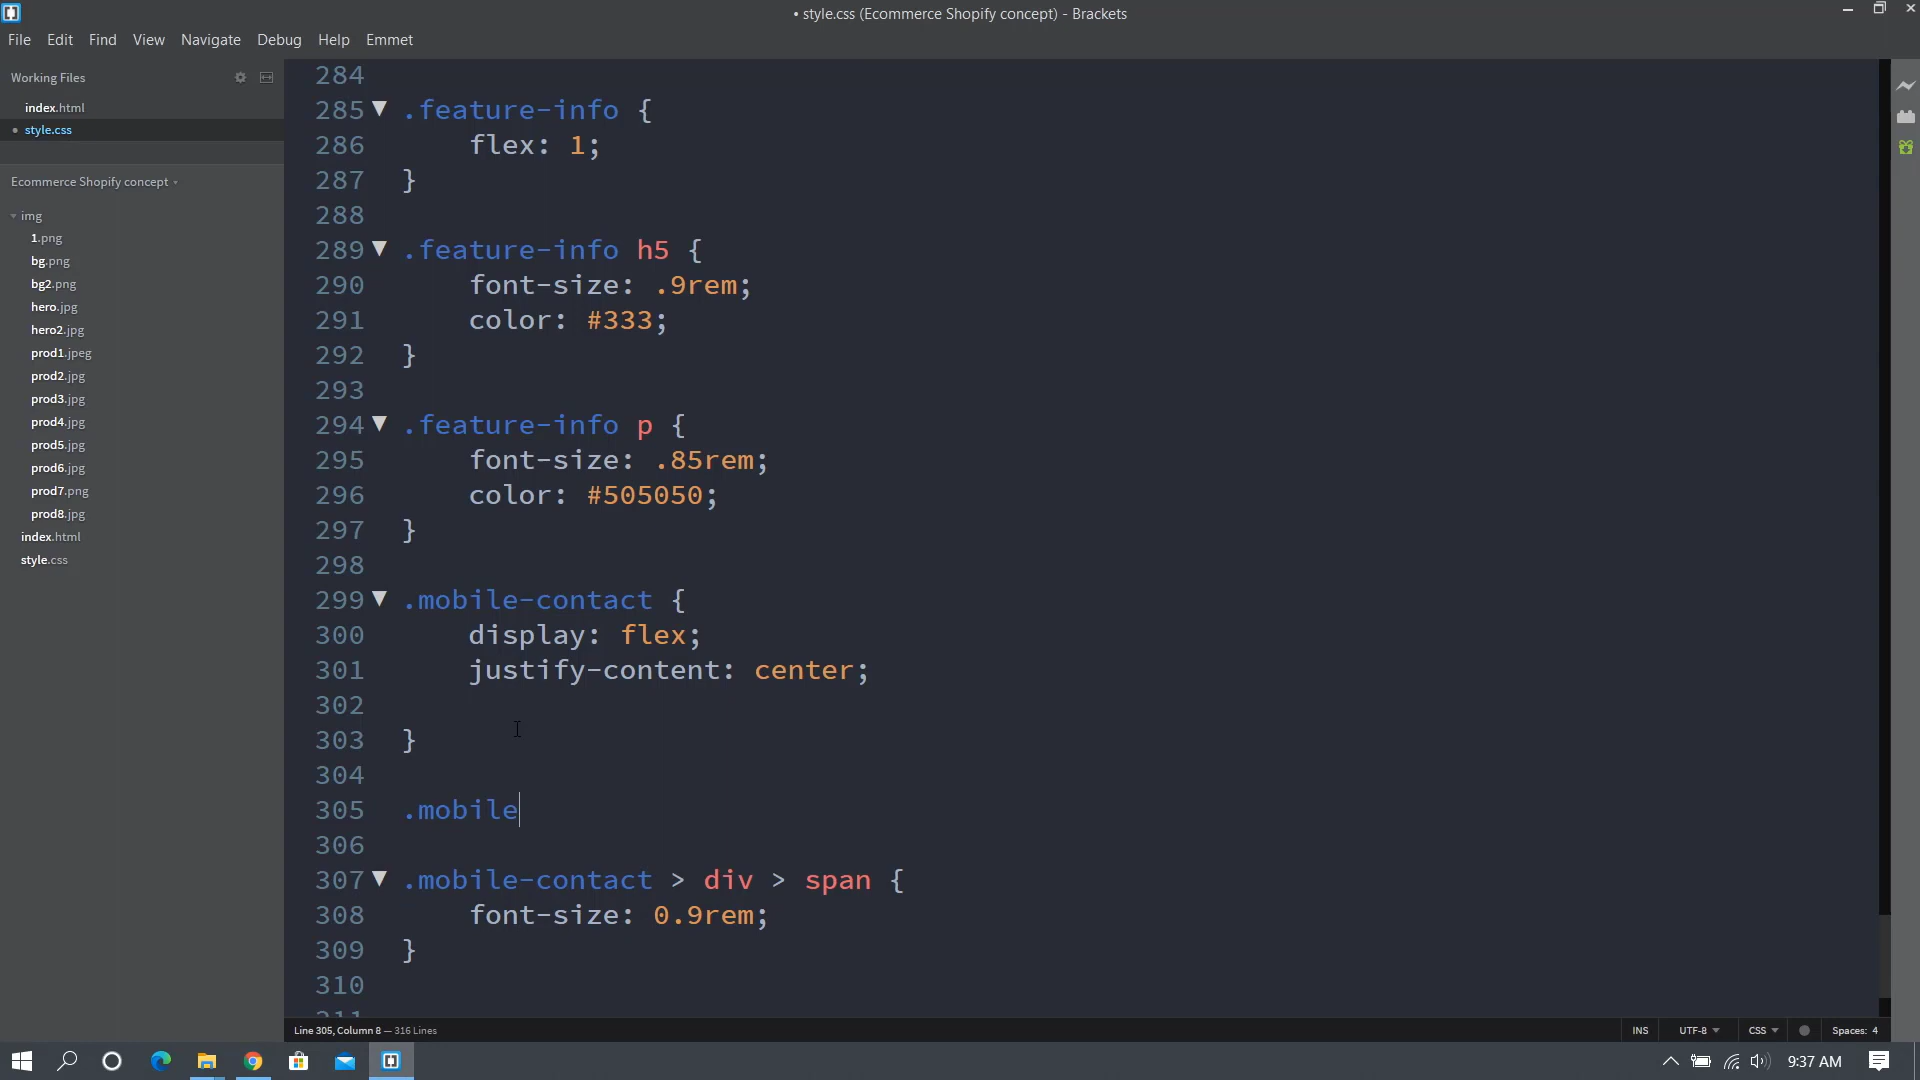 • style.css (Ecommerce Shopify concept) - Brackets
File Edit Find View Navigate Debug Help Emmet
Working Files
index.html
• style.css
Ecommerce Shopify concept
img
1.png
bg.png
bg2.png
hero.jpg
hero2.jpg
prod1.jpeg
prod2.jpg
prod3.jpg
prod4.jpg
prod5.jpg
prod6.jpg
prod7.png
prod8.jpg
index.html
style.css
284
285 .feature-info {
286 flex: 1;
287 }
288
289 .feature-info h5 {
290 font-size: .9rem;
291 color: #333;
292 }
293
294 .feature-info p {
295 font-size: .85rem;
296 color: #505050;
297 }
298
299 .mobile-contact {
300 display: flex;
301 justify-content: center;
302
303 }
304
305 .mobile
306
307 .mobile-contact > div > span {
308 font-size: 0.9rem;
309 }
310
311
Line 305, Column 8 — 316 Lines
INS UTF-8 CSS Spaces: 4
9:37 AM